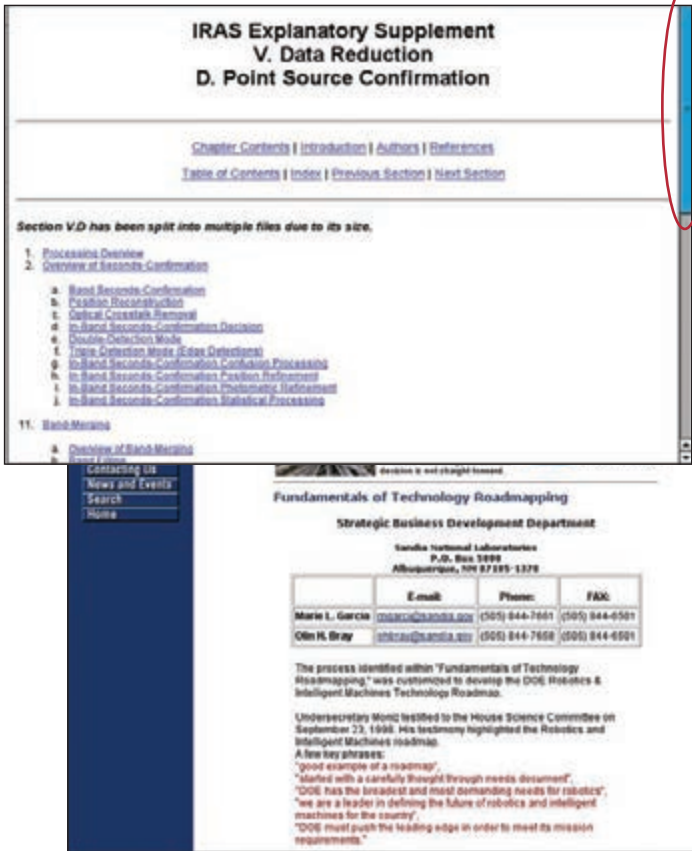 IRAS Explanatory Supplement
V. Data Reduction
D. Point Source Confirmation
Chapter Contents | Introduction | Authors | References
Table of Contents | Index | Previous Section | Next Section
Section V.D has been split into multiple files due to its size.
1. Processing Overview
2. Overview of Seconds-Confirmation
a. Band Seconds-Confirmation
b. Position Reconstruction
c. Optical Crosstalk Removal
d. In-Band Seconds-Confirmation Decision
e. Double-Detection Mode
f. Triple-Detection Mode (Edge Detections)
g. In-Band Seconds-Confirmation Confusion Processing
h. In-Band Seconds-Confirmation Position Refinement
i. In-Band Seconds-Confirmation Photometric Refinement
j. In-Band Seconds-Confirmation Statistical Processing
11. Band-Merging
a. Overview of Band-Merging
Contacting Us
News and Events
Search
Home
decision is not straight-forward.
Fundamentals of Technology Roadmapping
Strategic Business Development Department
Sandia National Laboratories
P.O. Box 5800
Albuquerque, NM 87185-1378
E-mail: Phone: FAX:
Marie L. Garcia mgarci@sandia.gov (505) 844-7661 (505) 844-6501
Olin H. Bray ohbray@sandia.gov (505) 844-7658 (505) 844-6501
The process identified within "Fundamentals of Technology
Roadmapping," was customized to develop the DOE Robotics &
Intelligent Machines Technology Roadmap.
Undersecretary Moniz testified to the House Science Committee on
September 23, 1998. His testimony highlighted the Robotics and
Intelligent Machines roadmap.
A few key phrases:
"good example of a roadmap",
"started with a carefully thought through needs document",
"DOE has the broadest and most demanding needs for robotics",
"we are a leader in defining the future of robotics and intelligent
machines for the country",
"DOE must push the leading edge in order to meet its mission
requirements."